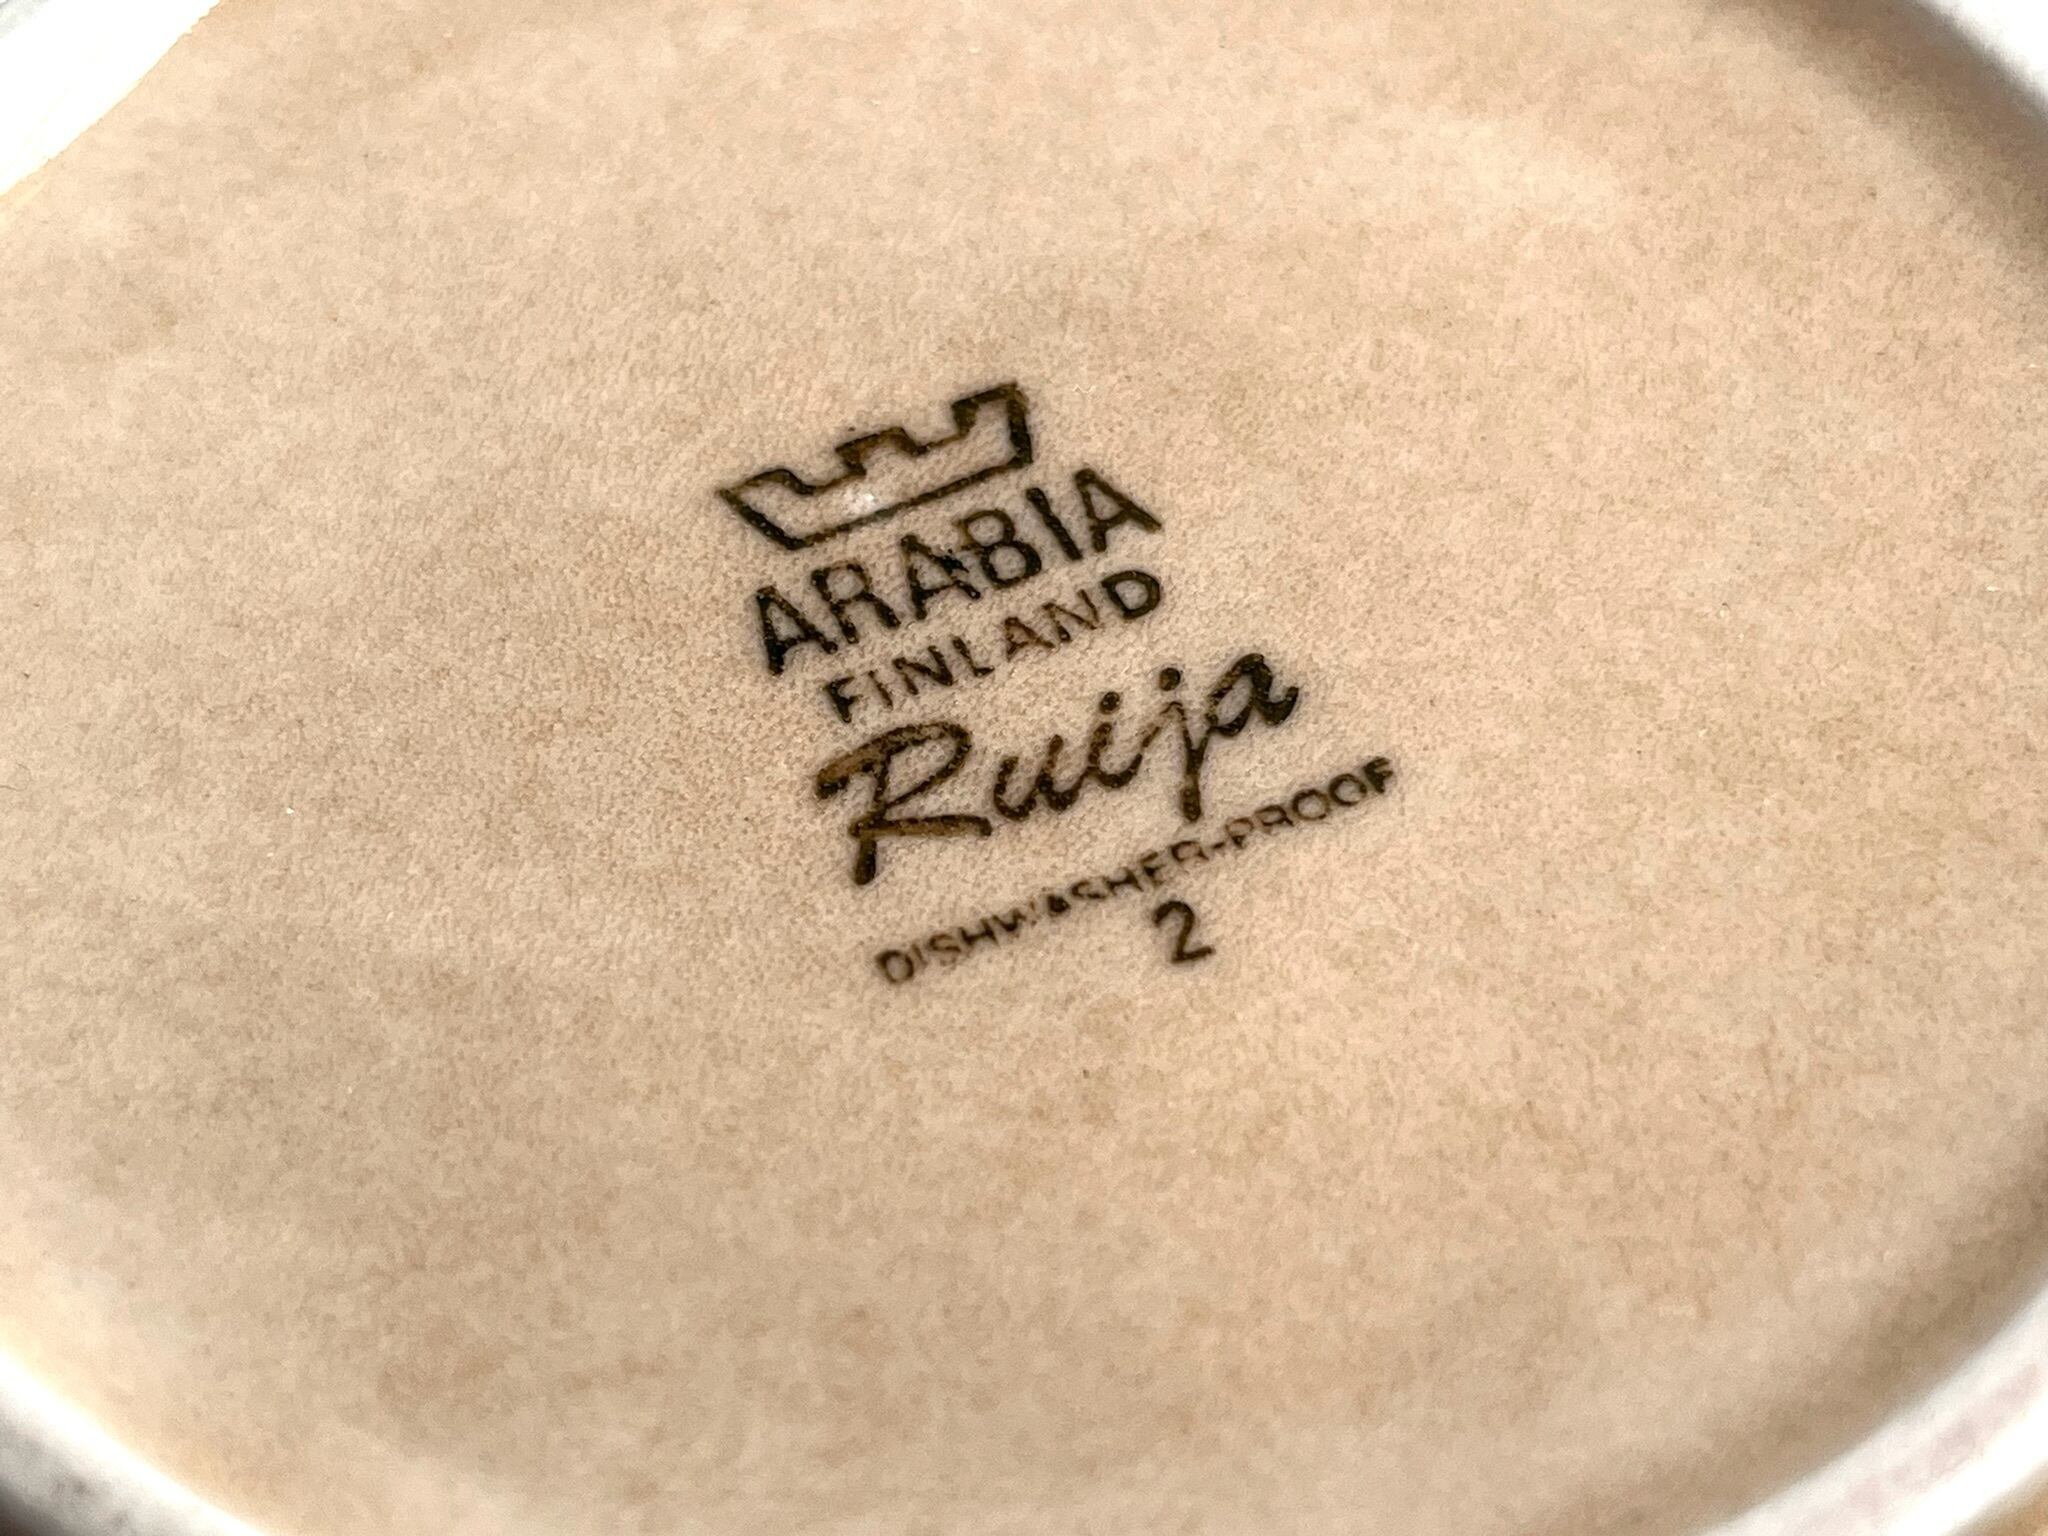 ARABIA
FINLAND
Ruija
DISHWASHER-PROOF
2